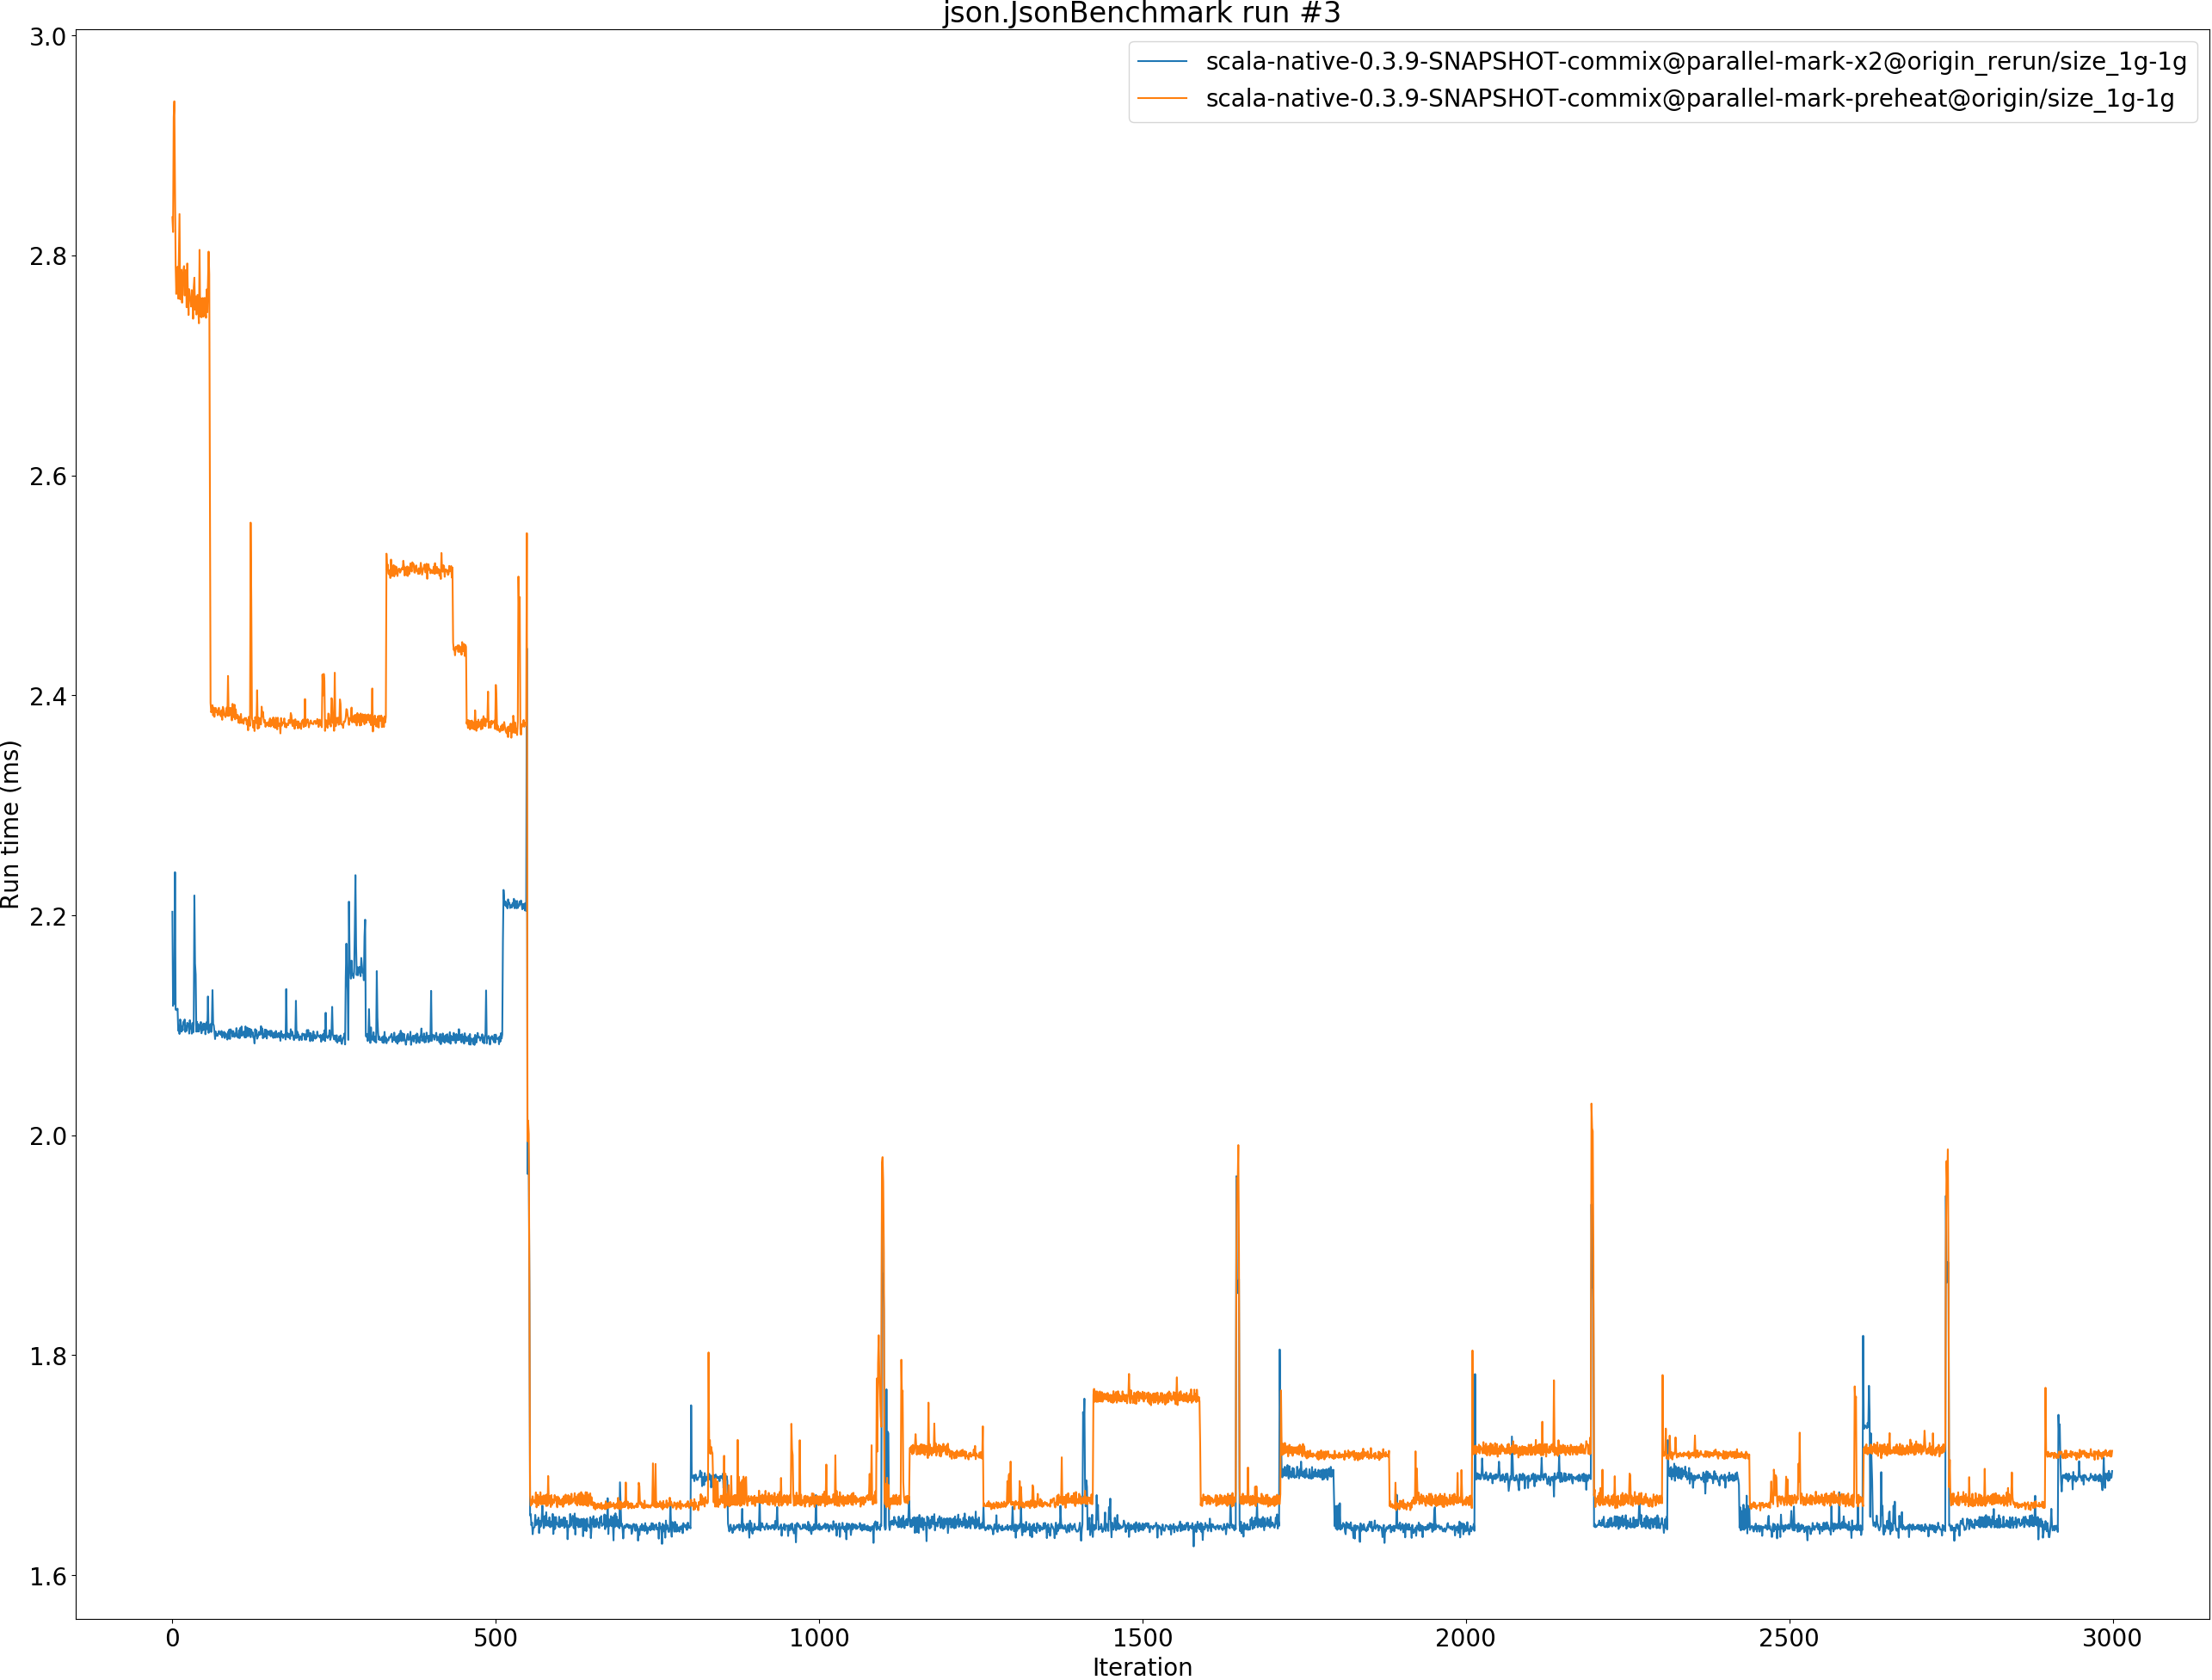 json.JsonBenchmark run #3
scala-native-0.3.9-SNAPSHOT-commix@parallel-mark-x2@origin_rerun/size_1g-1g
scala-native-0.3.9-SNAPSHOT-commix@parallel-mark-preheat@origin/size_1g-1g
3.0
2.8
2.6
2.4
2.2
2.0
1.8
1.6
Run time (ms)
0 500 1000 1500 2000 2500 3000
Iteration